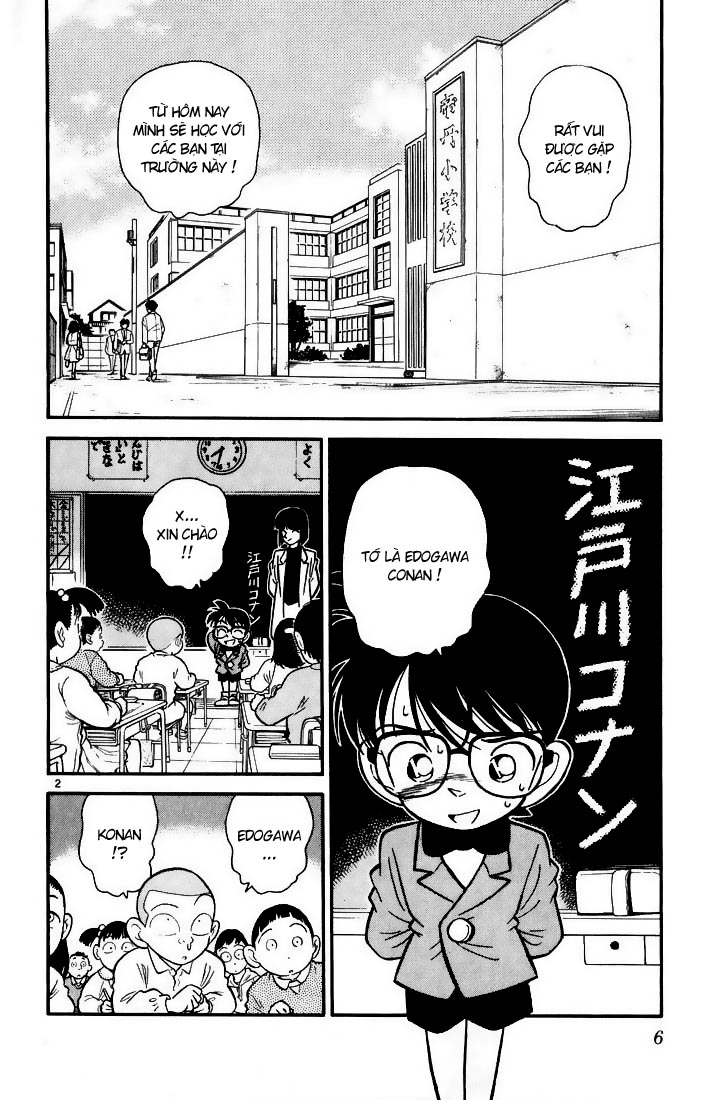 RẤT VUI
ĐƯỢC GẶP
CÁC BẠN !
TỪ HÔM NAY
MÌNH SẼ HỌC VỚI
CÁC BẠN TẠI
TRƯỜNG NÀY !
帝丹小学校
TỚ LÀ EDOGAWA
CONAN !
江戸川コナン
X...
XIN CHÀO
!!
よく
江戸川コナン
2
EDOGAWA
...
KONAN
!?
6